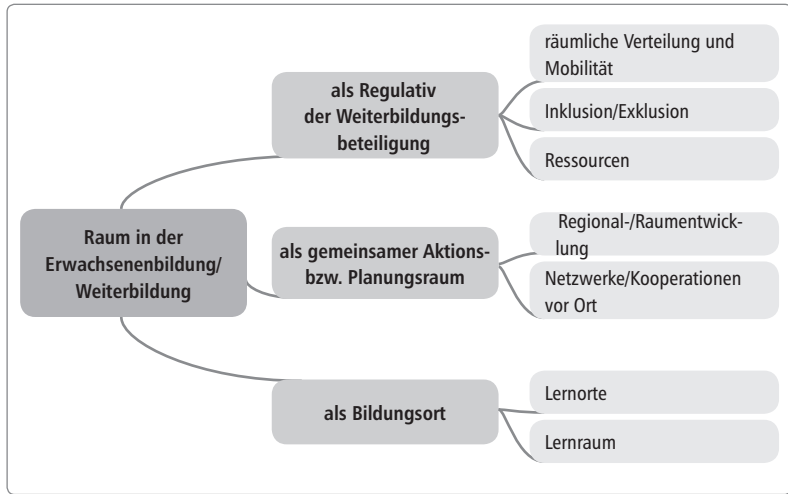 Raum in der
Erwachsenenbildung/
Weiterbildung
als Regulativ
der Weiterbildungs-
beteiligung
räumliche Verteilung und
Mobilität
Inklusion/Exklusion
Ressourcen
als gemeinsamer Aktions-
bzw. Planungsraum
Regional-/Raumentwick-
lung
Netzwerke/Kooperationen
vor Ort
als Bildungsort
Lernorte
Lernraum